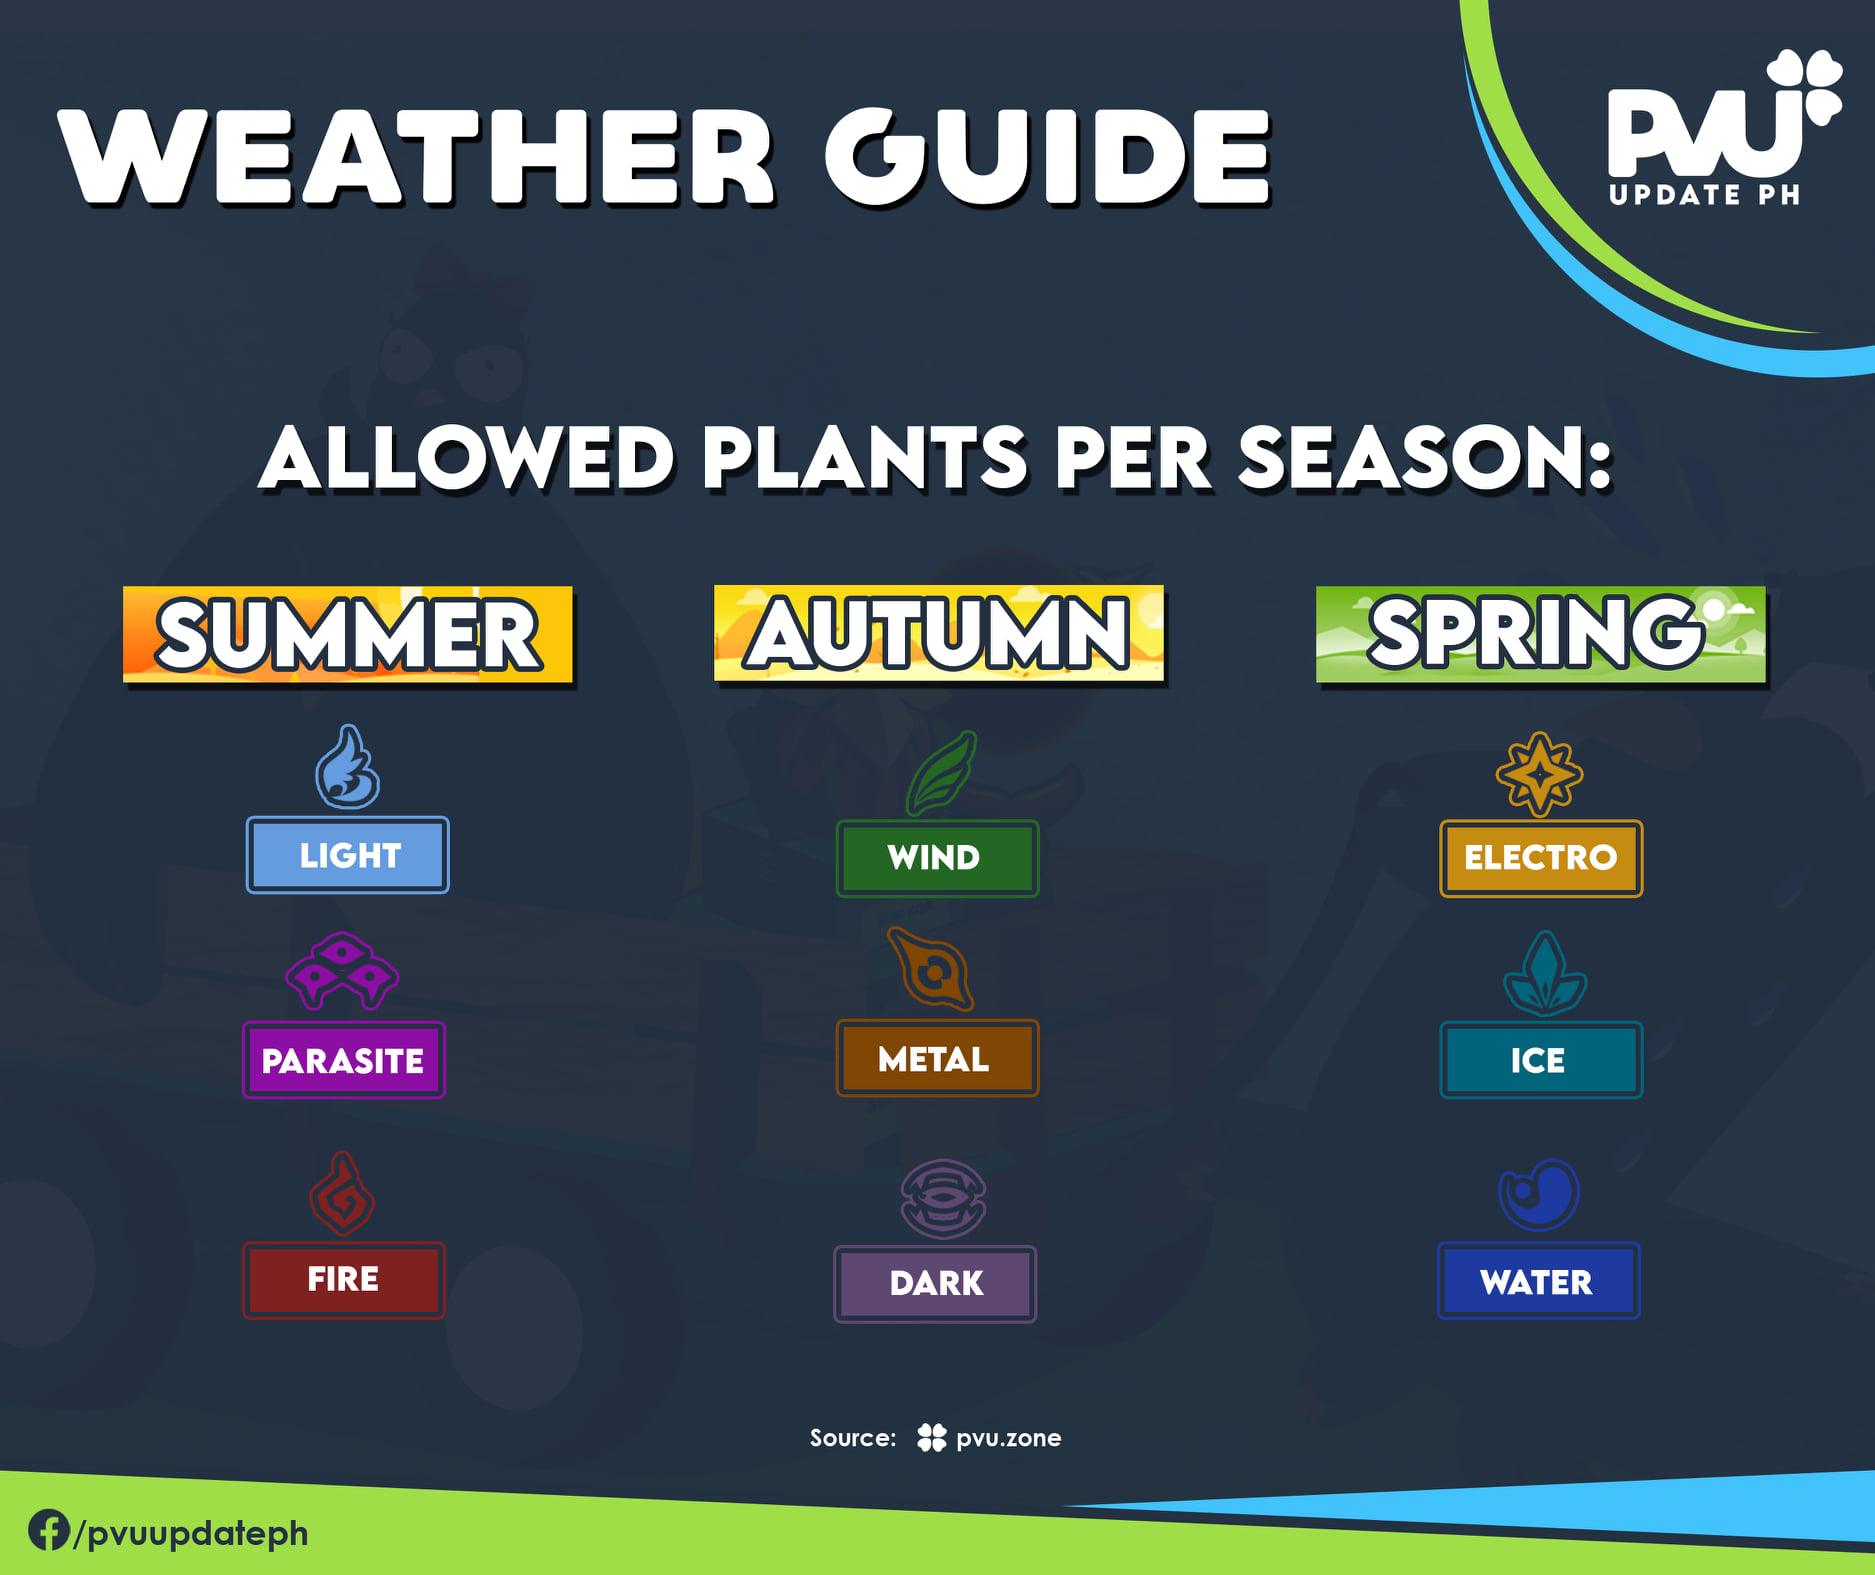 WEATHER GUIDE
PVU
UPDATE PH
ALLOWED PLANTS PER SEASON:
SUMMER
LIGHT
PARASITE
FIRE
AUTUMN
WIND
METAL
DARK
SPRING
ELECTRO
ICE
WATER
Source: pvu.zone
/pvuupdateph